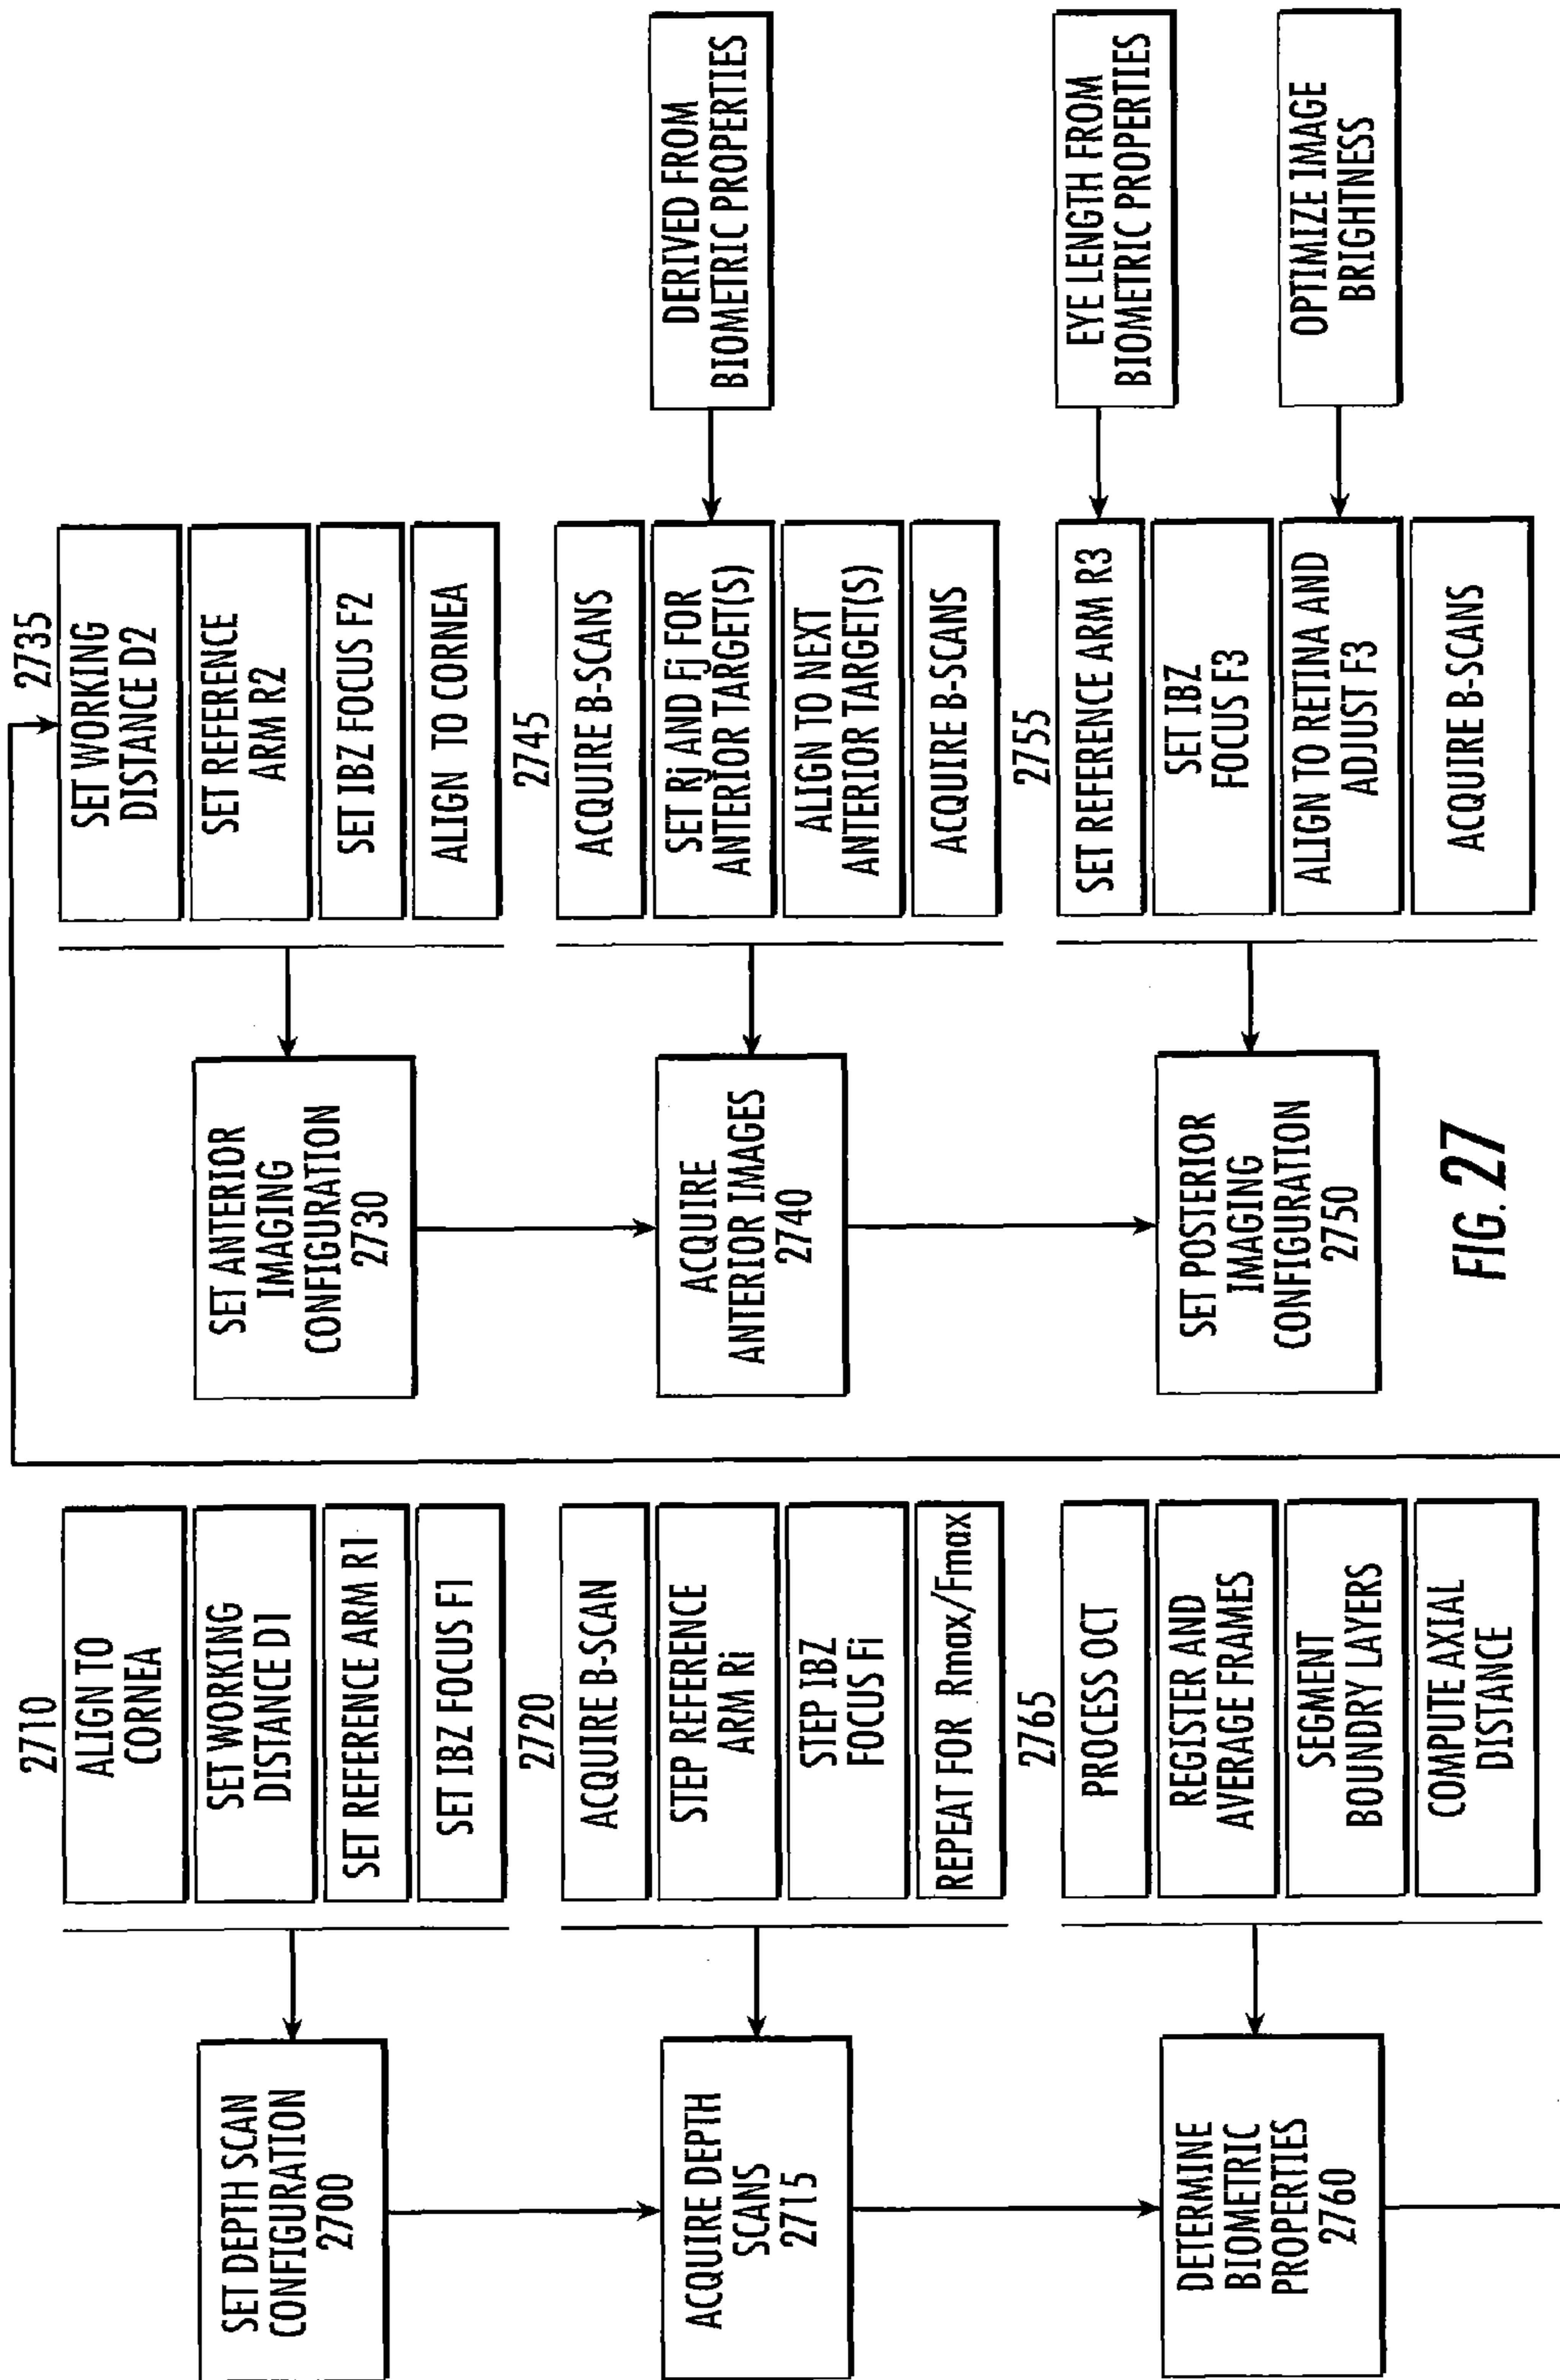 2710
ALIGN TO
CORNEA
SET WORKING
DISTANCE D1
SET REFERENCE ARM R1
SET IBZ FOCUS F1
SET DEPTH SCAN
CONFIGURATION
2700
2720
ACQUIRE B-SCAN
STEP REFERENCE
ARM Ri
STEP IBZ
FOCUS Fi
REPEAT FOR Rmax/Fmax
ACQUIRE DEPTH
SCANS
2715
2765
PROCESS OCT
REGISTER AND
AVERAGE FRAMES
SEGMENT
BOUNDRY LAYERS
COMPUTE AXIAL
DISTANCE
DETERMINE
BIOMETRIC
PROPERTIES
2760
2735
SET WORKING
DISTANCE D2
SET REFERENCE
ARM R2
SET IBZ FOCUS F2
ALIGN TO CORNEA
SET ANTERIOR
IMAGING
CONFIGURATION
2730
2745
ACQUIRE B-SCANS
SET Rj AND Fj FOR
ANTERIOR TARGET(S)
ALIGN TO NEXT
ANTERIOR TARGET(S)
ACQUIRE B-SCANS
DERIVED FROM
BIOMETRIC PROPERTIES
ACQUIRE
ANTERIOR IMAGES
2740
2755
SET REFERENCE ARM R3
SET IBZ
FOCUS F3
ALIGN TO RETINA AND
ADJUST F3
ACQUIRE B-SCANS
EYE LENGTH FROM
BIOMETRIC PROPERTIES
OPTIMIZE IMAGE
BRIGHTNESS
SET POSTERIOR
IMAGING
CONFIGURATION
2750
FIG. 27